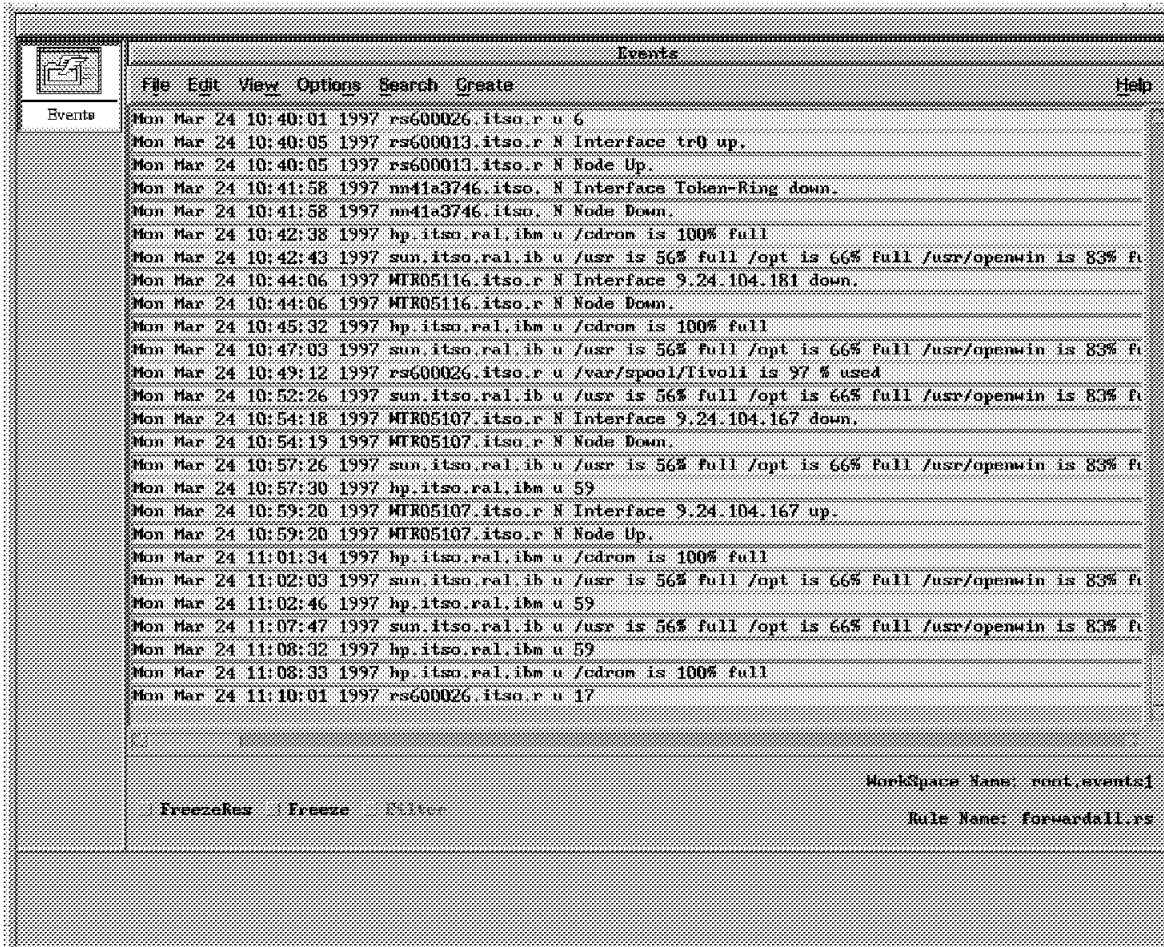 Events
File Edit View Options Search Create Help
Events
Mon Mar 24 10:40:01 1997 rs600026.itso.r u 6
Mon Mar 24 10:40:05 1997 rs600013.itso.r N Interface tr0 up.
Mon Mar 24 10:40:05 1997 rs600013.itso.r N Node Up.
Mon Mar 24 10:41:58 1997 nn41a3746.itso. N Interface Token-Ring down.
Mon Mar 24 10:41:58 1997 nn41a3746.itso. N Node Down.
Mon Mar 24 10:42:38 1997 hp.itso.ral.ibm u /cdrom is 100% full
Mon Mar 24 10:42:43 1997 sun.itso.ral.ib u /usr is 56% full /opt is 66% full /usr/openwin is 83% fu
Mon Mar 24 10:44:06 1997 WTR05116.itso.r N Interface 9.24.104.181 down.
Mon Mar 24 10:44:06 1997 WTR05116.itso.r N Node Down.
Mon Mar 24 10:45:32 1997 hp.itso.ral.ibm u /cdrom is 100% full
Mon Mar 24 10:47:03 1997 sun.itso.ral.ib u /usr is 56% full /opt is 66% full /usr/openwin is 83% fu
Mon Mar 24 10:49:12 1997 rs600026.itso.r u /var/spool/Tivoli is 97 % used
Mon Mar 24 10:52:26 1997 sun.itso.ral.ib u /usr is 56% full /opt is 66% full /usr/openwin is 83% fu
Mon Mar 24 10:54:18 1997 WTR05107.itso.r N Interface 9.24.104.167 down.
Mon Mar 24 10:54:19 1997 WTR05107.itso.r N Node Down.
Mon Mar 24 10:57:26 1997 sun.itso.ral.ib u /usr is 56% full /opt is 66% full /usr/openwin is 83% fu
Mon Mar 24 10:57:30 1997 hp.itso.ral.ibm u 59
Mon Mar 24 10:59:20 1997 WTR05107.itso.r N Interface 9.24.104.167 up.
Mon Mar 24 10:59:20 1997 WTR05107.itso.r N Node Up.
Mon Mar 24 11:01:34 1997 hp.itso.ral.ibm u /cdrom is 100% full
Mon Mar 24 11:02:03 1997 sun.itso.ral.ib u /usr is 56% full /opt is 66% full /usr/openwin is 83% fu
Mon Mar 24 11:02:46 1997 hp.itso.ral.ibm u 59
Mon Mar 24 11:07:47 1997 sun.itso.ral.ib u /usr is 56% full /opt is 66% full /usr/openwin is 83% fu
Mon Mar 24 11:08:32 1997 hp.itso.ral.ibm u 59
Mon Mar 24 11:08:33 1997 hp.itso.ral.ibm u /cdrom is 100% full
Mon Mar 24 11:10:01 1997 rs600026.itso.r u 17
WorkSpace Name: root.events1
FreezeRes Freeze Filter
Rule Name: forwardall.rs